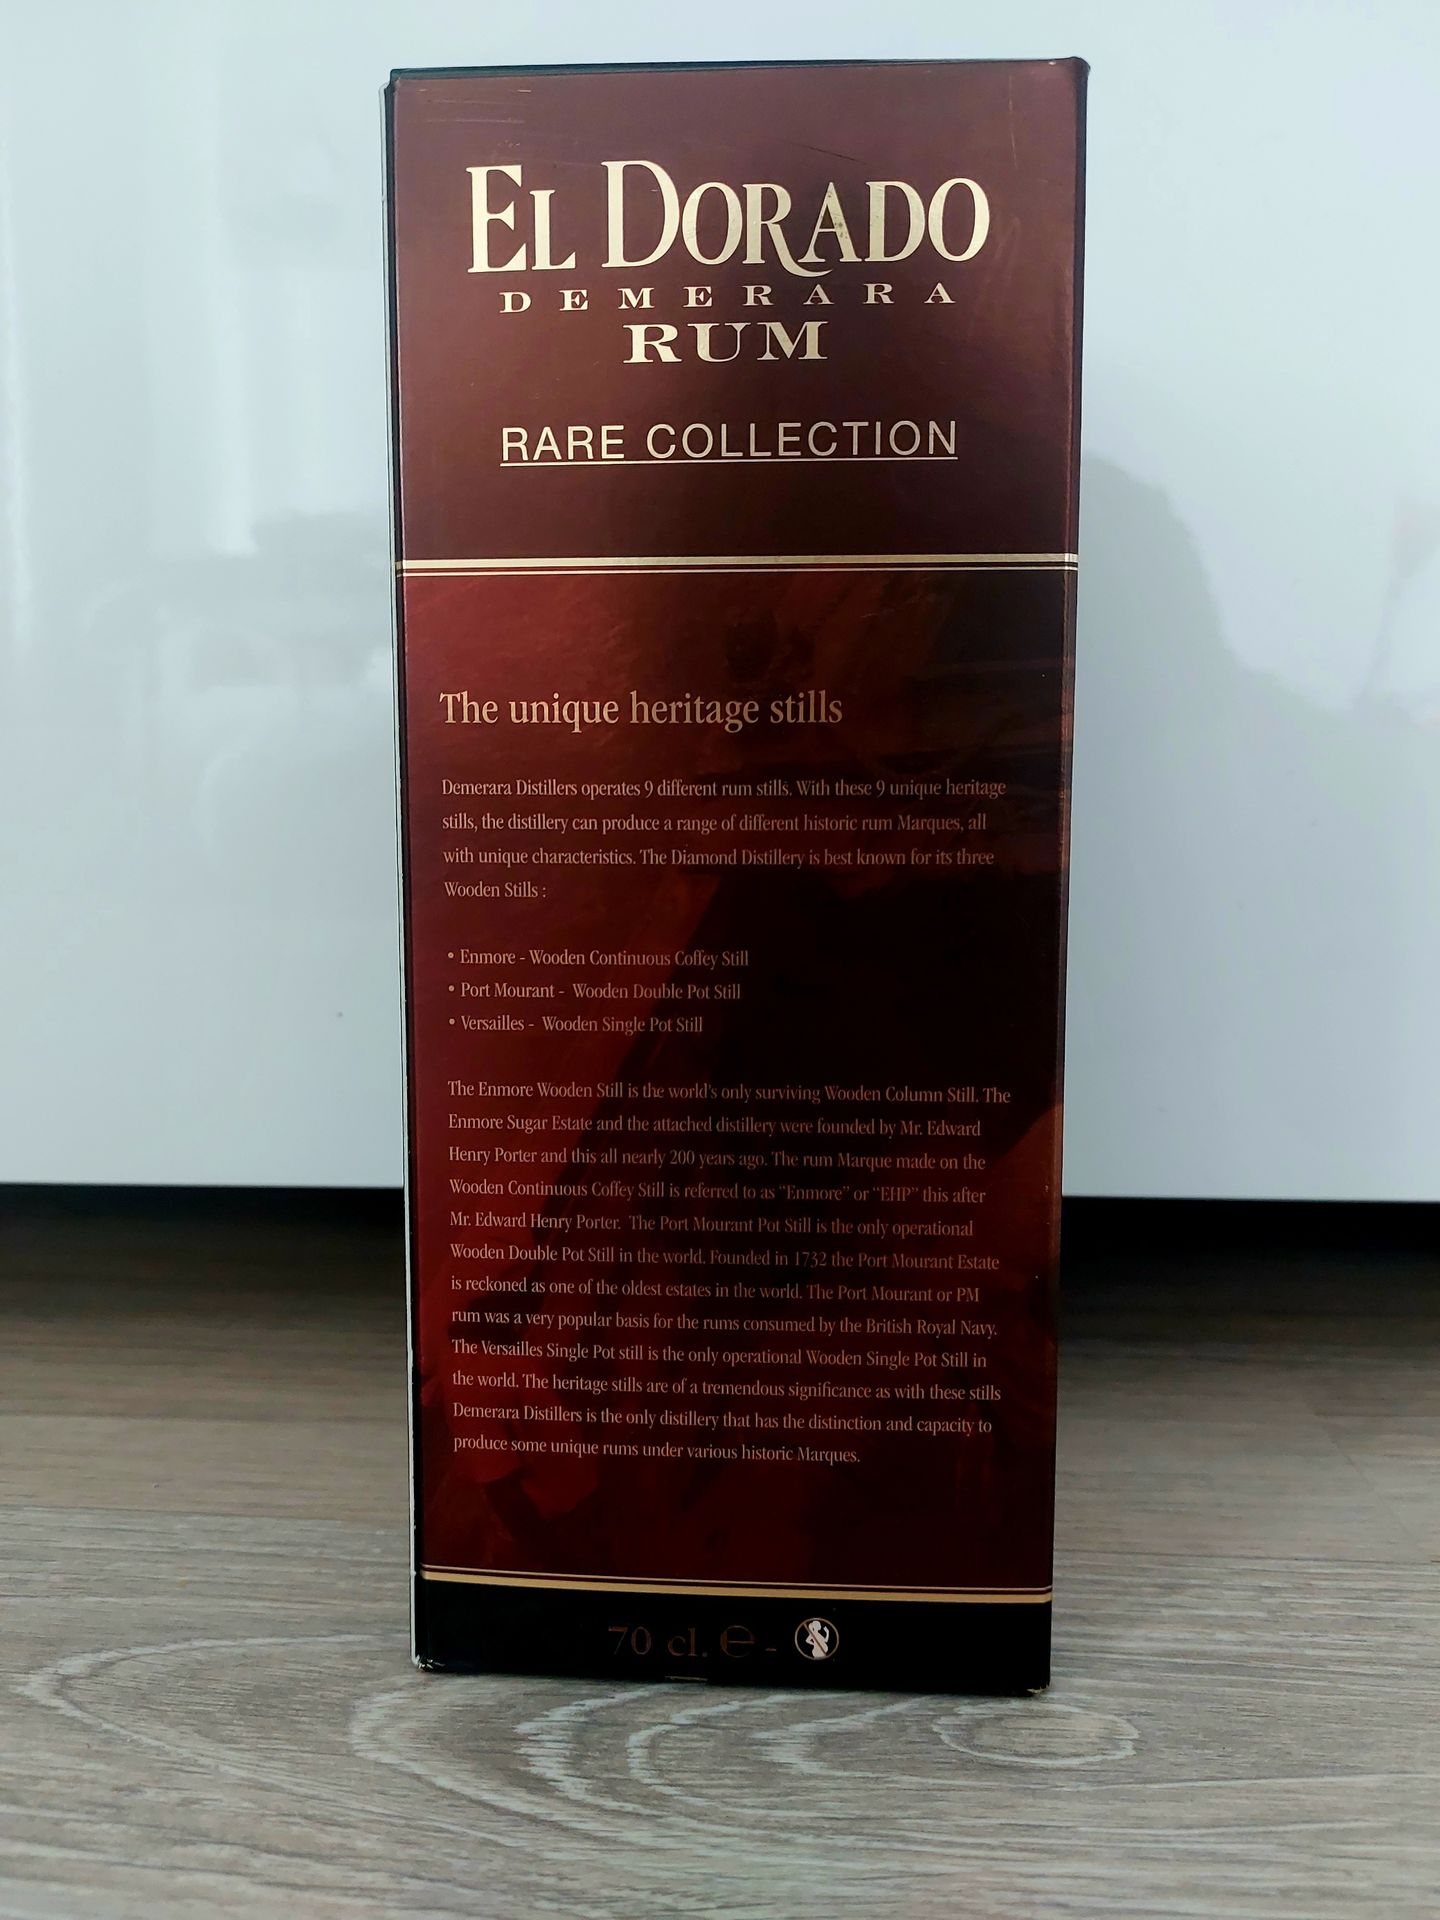 EL DORADO
DEMERARA
RUM
RARE COLLECTION
The unique heritage stills
Demerara Distillers operates 9 different rum stills. With these 9 unique heritage
stills, the distillery can produce a range of different historic rum Marques, all
with unique characteristics. The Diamond Distillery is best known for its three
Wooden Stills :
• Enmore - Wooden Continuous Coffey Still
• Port Mourant - Wooden Double Pot Still
• Versailles - Wooden Single Pot Still
The Enmore Wooden Still is the world's only surviving Wooden Column Still. The
Enmore Sugar Estate and the attached distillery were founded by Mr. Edward
Henry Porter and this all nearly 200 years ago. The rum Marque made on the
Wooden Continuous Coffey Still is referred to as “Enmore” or “EHP” this after
Mr. Edward Henry Porter. The Port Mourant Pot Still is the only operational
Wooden Double Pot Still in the world. Founded in 1732 the Port Mourant Estate
is reckoned as one of the oldest estates in the world. The Port Mourant or PM
rum was a very popular basis for the rums consumed by the British Royal Navy.
The Versailles Single Pot still is the only operational Wooden Single Pot Still in
the world. The heritage stills are of a tremendous significance as with these stills
Demerara Distillers is the only distillery that has the distinction and capacity to
produce some unique rums under various historic Marques.
70 cl. ℮ -